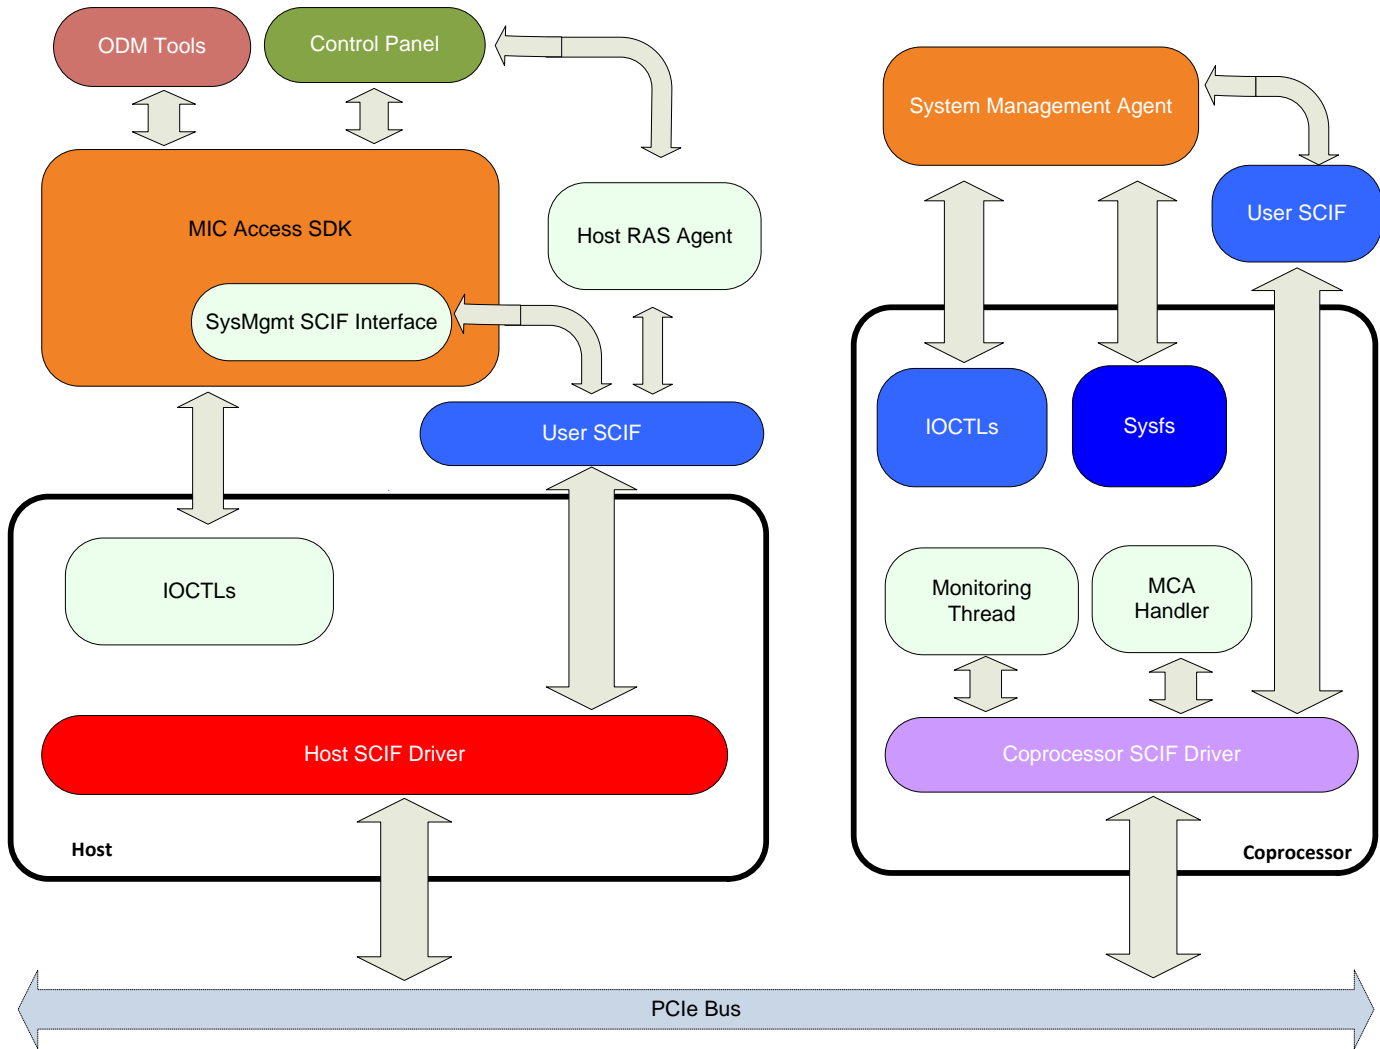 ODM Tools
Control Panel
System Management Agent
MIC Access SDK
Host RAS Agent
User SCIF
SysMgmt SCIF Interface
User SCIF
IOCTLs
Sysfs
IOCTLs
Monitoring
Thread
MCA
Handler
Host SCIF Driver
Coprocessor SCIF Driver
Host
Coprocessor
PCIe Bus